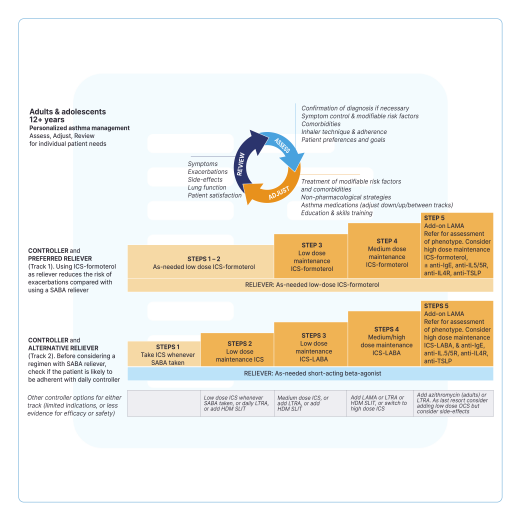 Adults & adolescents
12+ years
Personalized asthma management
Assess, Adjust, Review
for individual patient needs
Confirmation of diagnosis if necessary
Symptom control & modifiable risk factors
Comorbidities
Inhaler technique & adherence
Patient preferences and goals
ASSESS
REVIEW
ADJUST
Symptoms
Exacerbations
Side-effects
Lung function
Patient satisfaction
Treatment of modifiable risk factors
and comorbidities
Non-pharmacological strategies
Asthma medications (adjust down/up/between tracks)
Education & skills training
CONTROLLER and
PREFERRED RELIEVER
(Track 1). Using ICS-formoterol
as reliever reduces the risk of
exacerbations compared with
using a SABA reliever
STEPS 1 – 2
As-needed low dose ICS-formoterol
STEP 3
Low dose
maintenance
ICS-formoterol
STEP 4
Medium dose
maintenance
ICS-formoterol
STEP 5
Add-on LAMA
Refer for assessment
of phenotype. Consider
high dose maintenance
ICS-formoterol,
± anti-IgE, anti-IL5/5R,
anti-IL4R, anti-TSLP
RELIEVER: As-needed low-dose ICS-formoterol
CONTROLLER and
ALTERNATIVE RELIEVER
(Track 2). Before considering a
regimen with SABA reliever,
check if the patient is likely to
be adherent with daily controller
STEPS 1
Take ICS whenever
SABA taken
STEPS 2
Low dose
maintenance ICS
STEPS 3
Low dose
maintenance
ICS-LABA
STEPS 4
Medium/high
dose maintenance
ICS-LABA
STEPS 5
Add-on LAMA
Refer for assessment
of phenotype. Consider
high dose maintenance
ICS-LABA, & anti-IgE,
anti-IL5/5R, anti-IL4R,
anti-TSLP
RELIEVER: As-needed short-acting beta-agonist
Other controller options for either
track (limited indications, or less
evidence for efficacy or safety)
Low dose ICS whenever
SABA taken, or daily LTRA,
or add HDM SLIT
Medium dose ICS, or
add LTRA, or add
HDM SLIT
Add LAMA or LTRA or
HDM SLIT, or switch to
high dose ICS
Add azithromycin (adults) or
LTRA. As last resort consider
adding low dose OCS but
consider side-effects